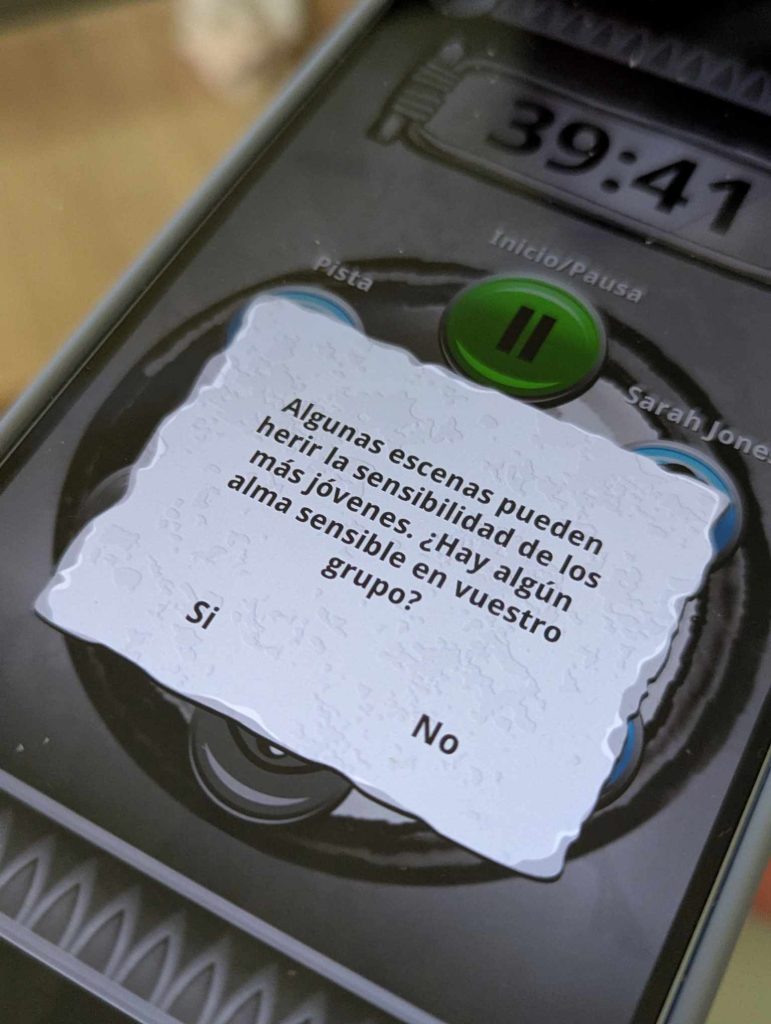 39:41
Inicio/Pausa
Pista
Sarah Jones
Algunas escenas pueden
herir la sensibilidad de los
más jóvenes. ¿Hay algún
alma sensible en vuestro
grupo?
Si
No